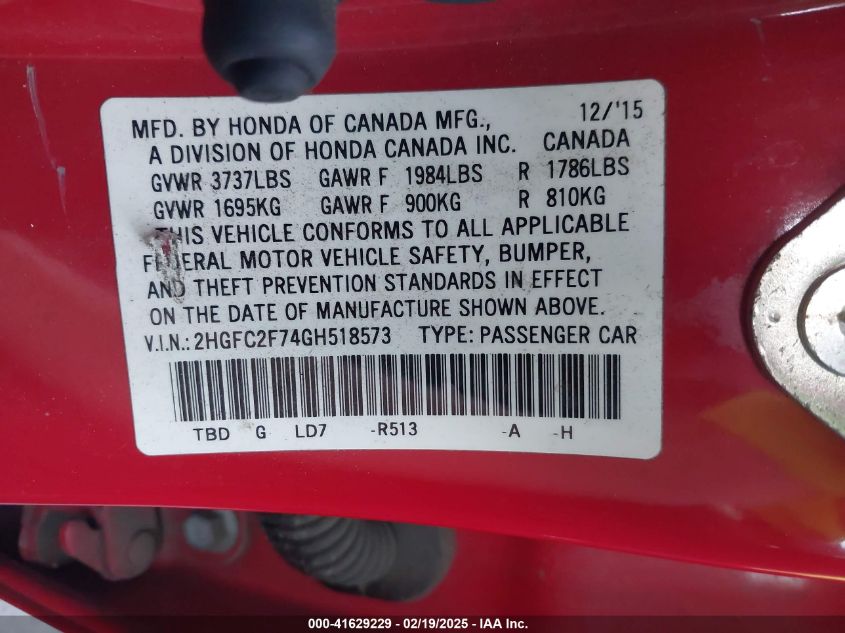 12/'15
MFD. BY HONDA OF CANADA MFG.,
A DIVISION OF HONDA CANADA INC. CANADA
GVWR 3737LBS GAWR F 1984LBS R 1786LBS
GVWR 1695KG GAWR F 900KG R 810KG
THIS VEHICLE CONFORMS TO ALL APPLICABLE
FEDERAL MOTOR VEHICLE SAFETY, BUMPER,
AND THEFT PREVENTION STANDARDS IN EFFECT
ON THE DATE OF MANUFACTURE SHOWN ABOVE.
V.I.N.: 2HGFC2F74GH518573 TYPE: PASSENGER CAR
TBD G LD7 -R513 -A -H
000-41629229 - 02/19/2025 - IAA Inc.